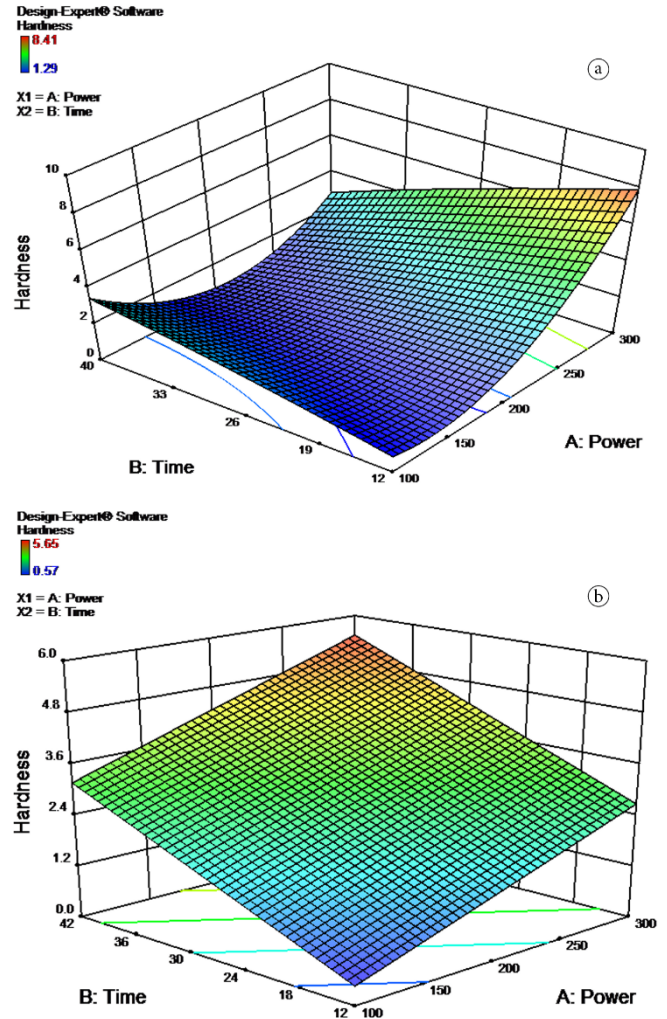 Design-Expert® Software
Hardness
8.41
1.29
X1 = A: Power
X2 = B: Time
a
10
8
6
4
2
0
Hardness
40
33
26
19
12
B: Time
100
150
200
250
300
A: Power
Design-Expert® Software
Hardness
5.65
0.57
X1 = A: Power
X2 = B: Time
b
6.0
4.8
3.6
2.4
1.2
0.0
Hardness
42
36
30
24
18
12
B: Time
100
150
200
250
300
A: Power